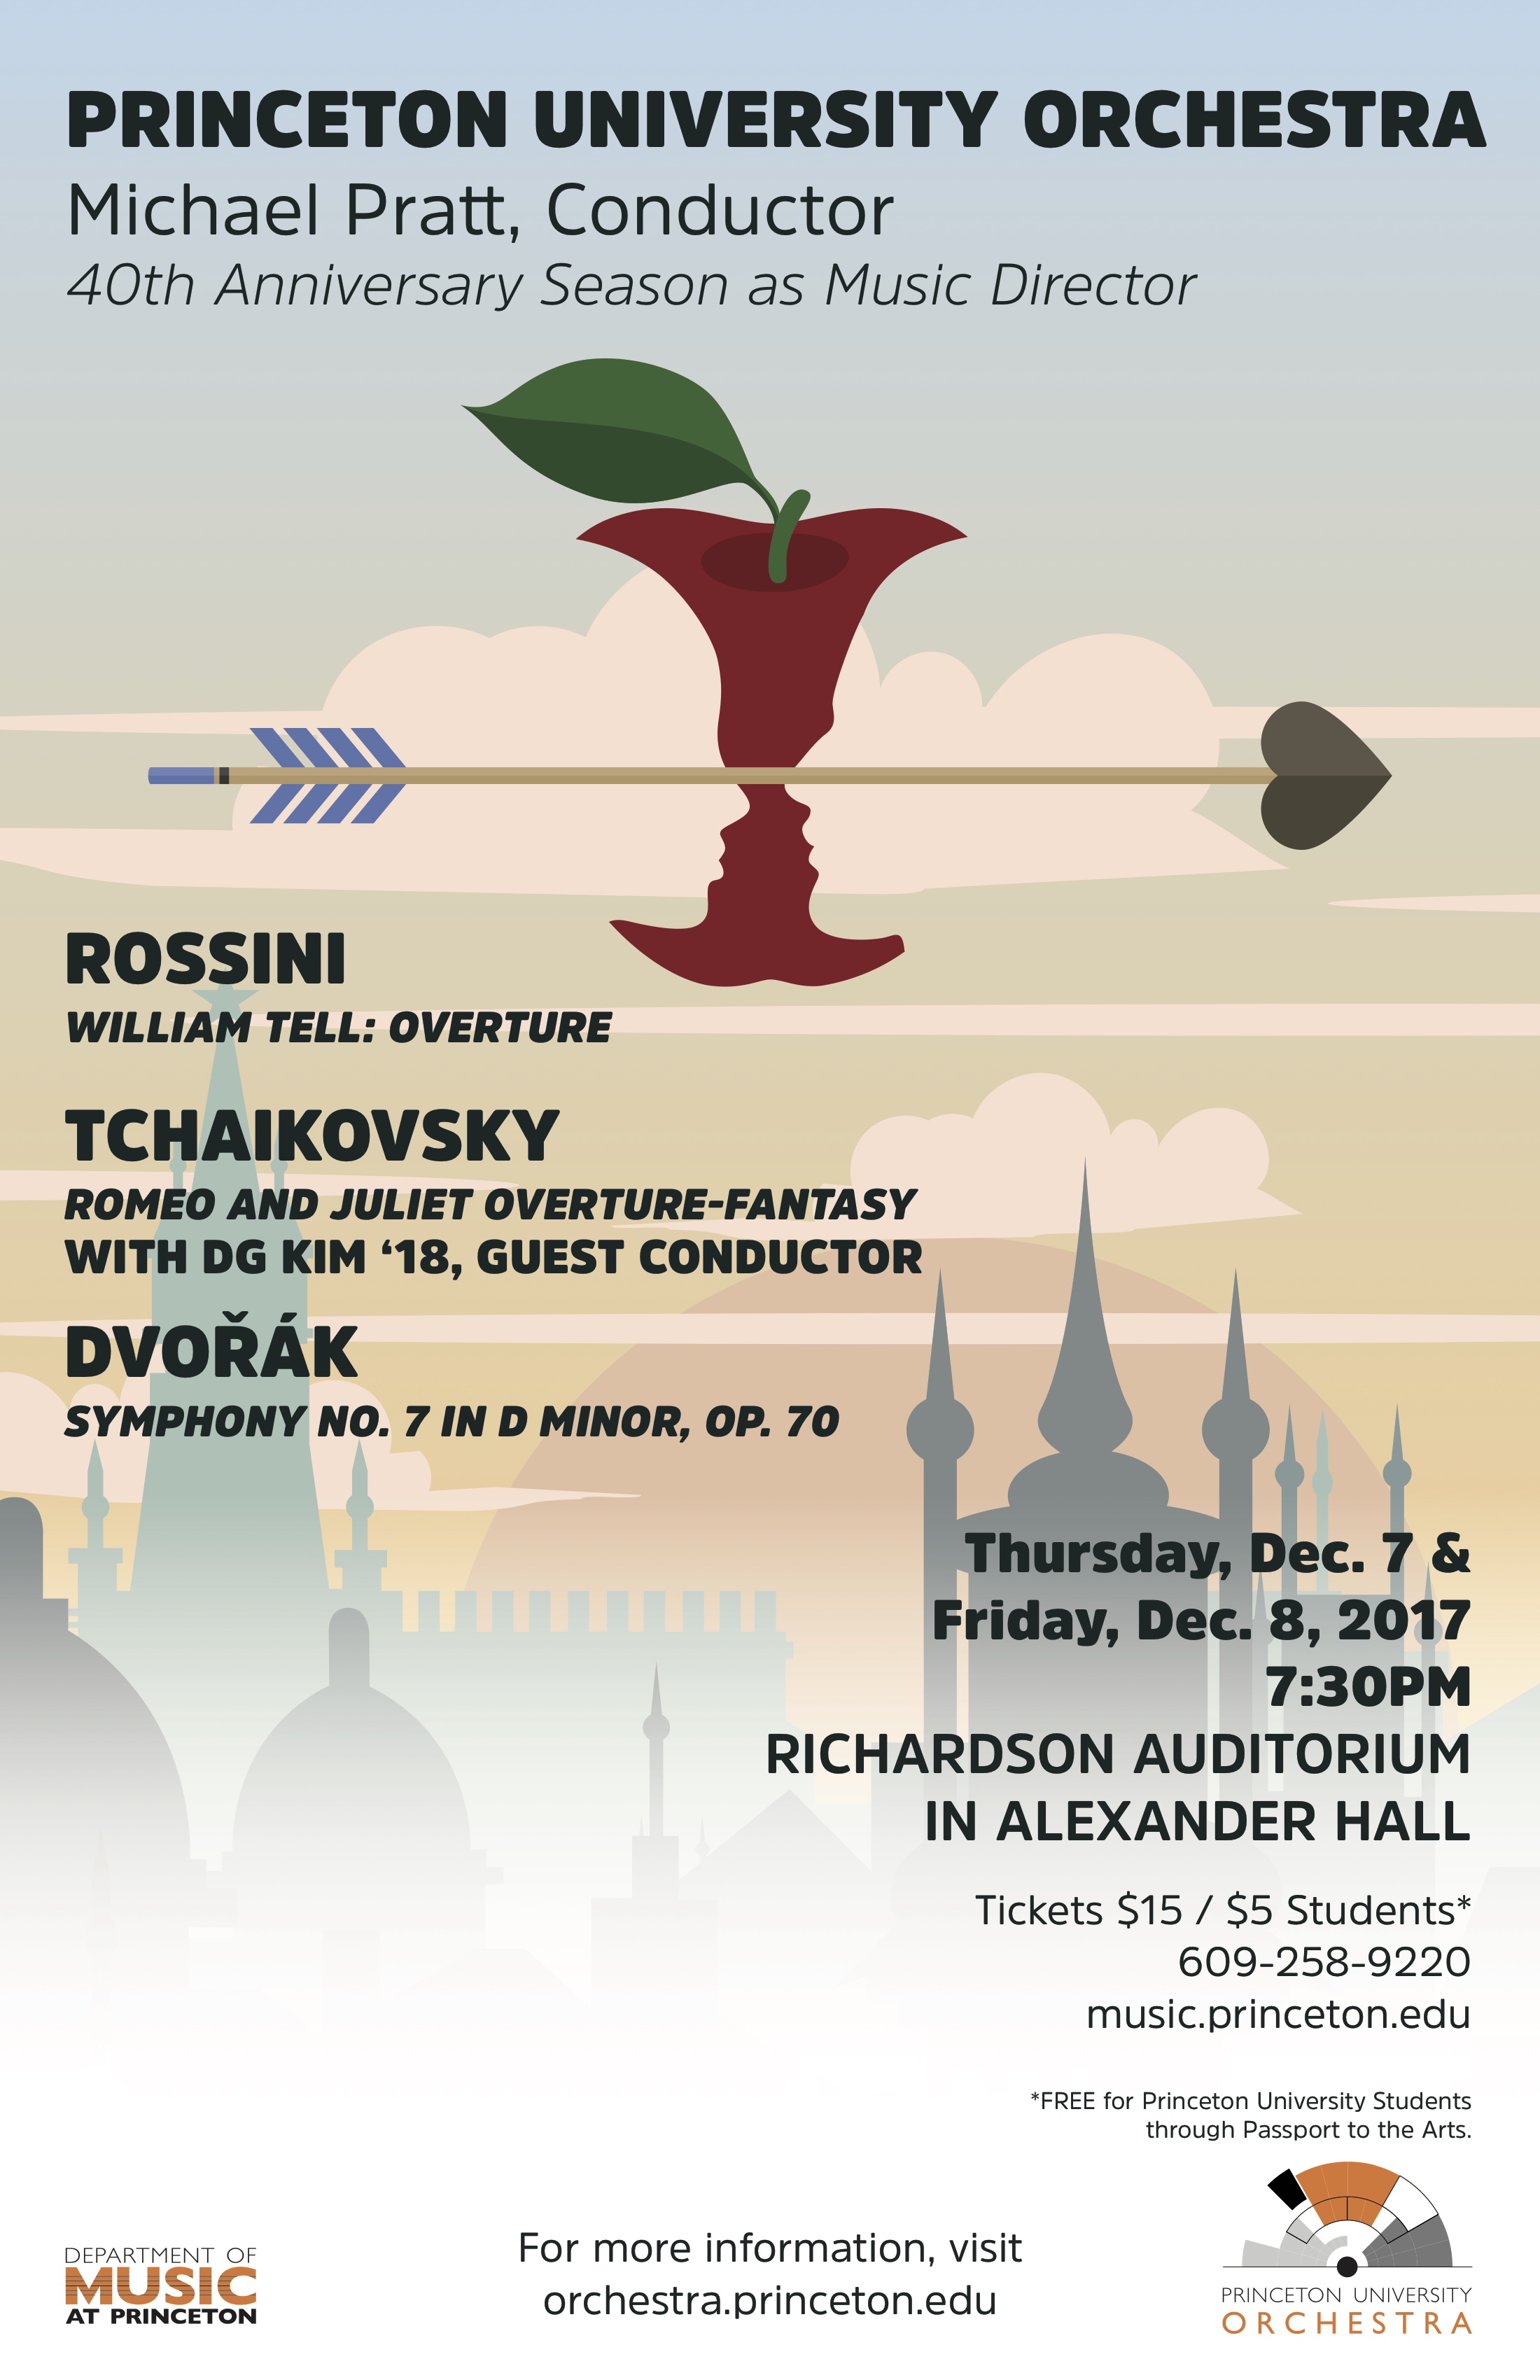 PRINCETON UNIVERSITY ORCHESTRA
Michael Pratt, Conductor
40th Anniversary Season as Music Director
ROSSINI
WILLIAM TELL: OVERTURE
TCHAIKOVSKY
ROMEO AND JULIET OVERTURE-FANTASY
WITH DG KIM ‘18, GUEST CONDUCTOR
DVOŘÁK
SYMPHONY NO. 7 IN D MINOR, OP. 70
Thursday, Dec. 7 &
Friday, Dec. 8, 2017
7:30PM
RICHARDSON AUDITORIUM
IN ALEXANDER HALL
Tickets $15 / $5 Students*
609-258-9220
music.princeton.edu
*FREE for Princeton University Students
through Passport to the Arts.
DEPARTMENT OF
MUSIC
AT PRINCETON
For more information, visit
orchestra.princeton.edu
PRINCETON UNIVERSITY
ORCHESTRA